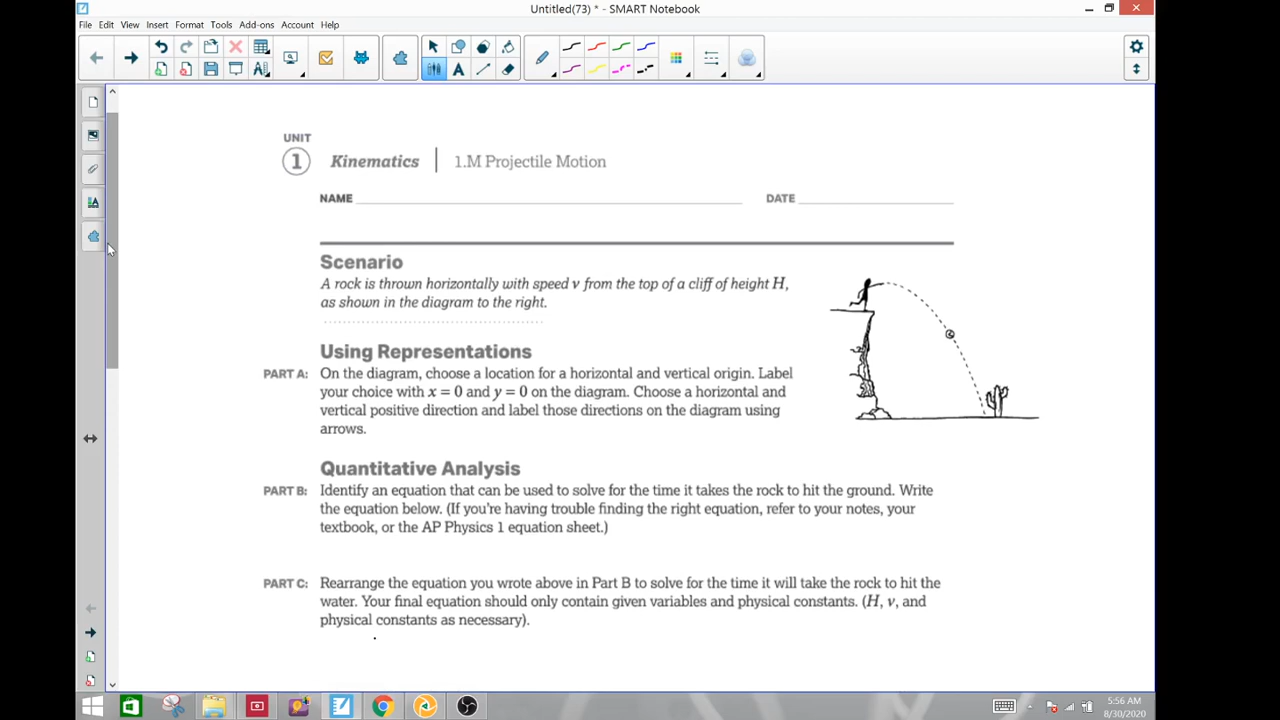 Untitled(73) * - SMART Notebook
File Edit View Insert Format Tools Add-ons Account Help
UNIT
1 Kinematics 1.M Projectile Motion
NAME DATE
Scenario
A rock is thrown horizontally with speed v from the top of a cliff of height H,
as shown in the diagram to the right.
Using Representations
PART A: On the diagram, choose a location for a horizontal and vertical origin. Label
your choice with x = 0 and y = 0 on the diagram. Choose a horizontal and
vertical positive direction and label those directions on the diagram using
arrows.
Quantitative Analysis
PART B: Identify an equation that can be used to solve for the time it takes the rock to hit the ground. Write
the equation below. (If you're having trouble finding the right equation, refer to your notes, your
textbook, or the AP Physics 1 equation sheet.)
PART C: Rearrange the equation you wrote above in Part B to solve for the time it will take the rock to hit the
water. Your final equation should only contain given variables and physical constants. (H, v, and
physical constants as necessary).
5:56 AM
8/30/2020